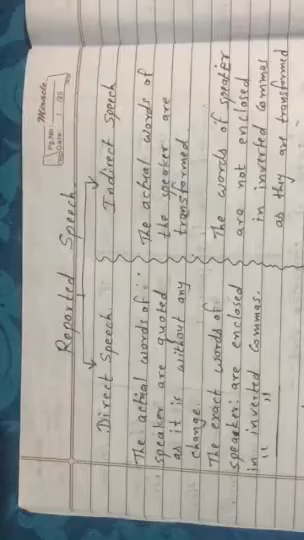 Miracle
Pg.No.:
Date: / /20
Reported Speech
Direct Speech.
The actual words of
speaker are quoted
as it is without any
change.
The exact words of
speaker: are enclosed
in inverted Commas.
" "
Indirect Speech
The actual words of
the speaker are
transformed
The words of speaker
are not enclosed
in inverted Commas
as they are transformed